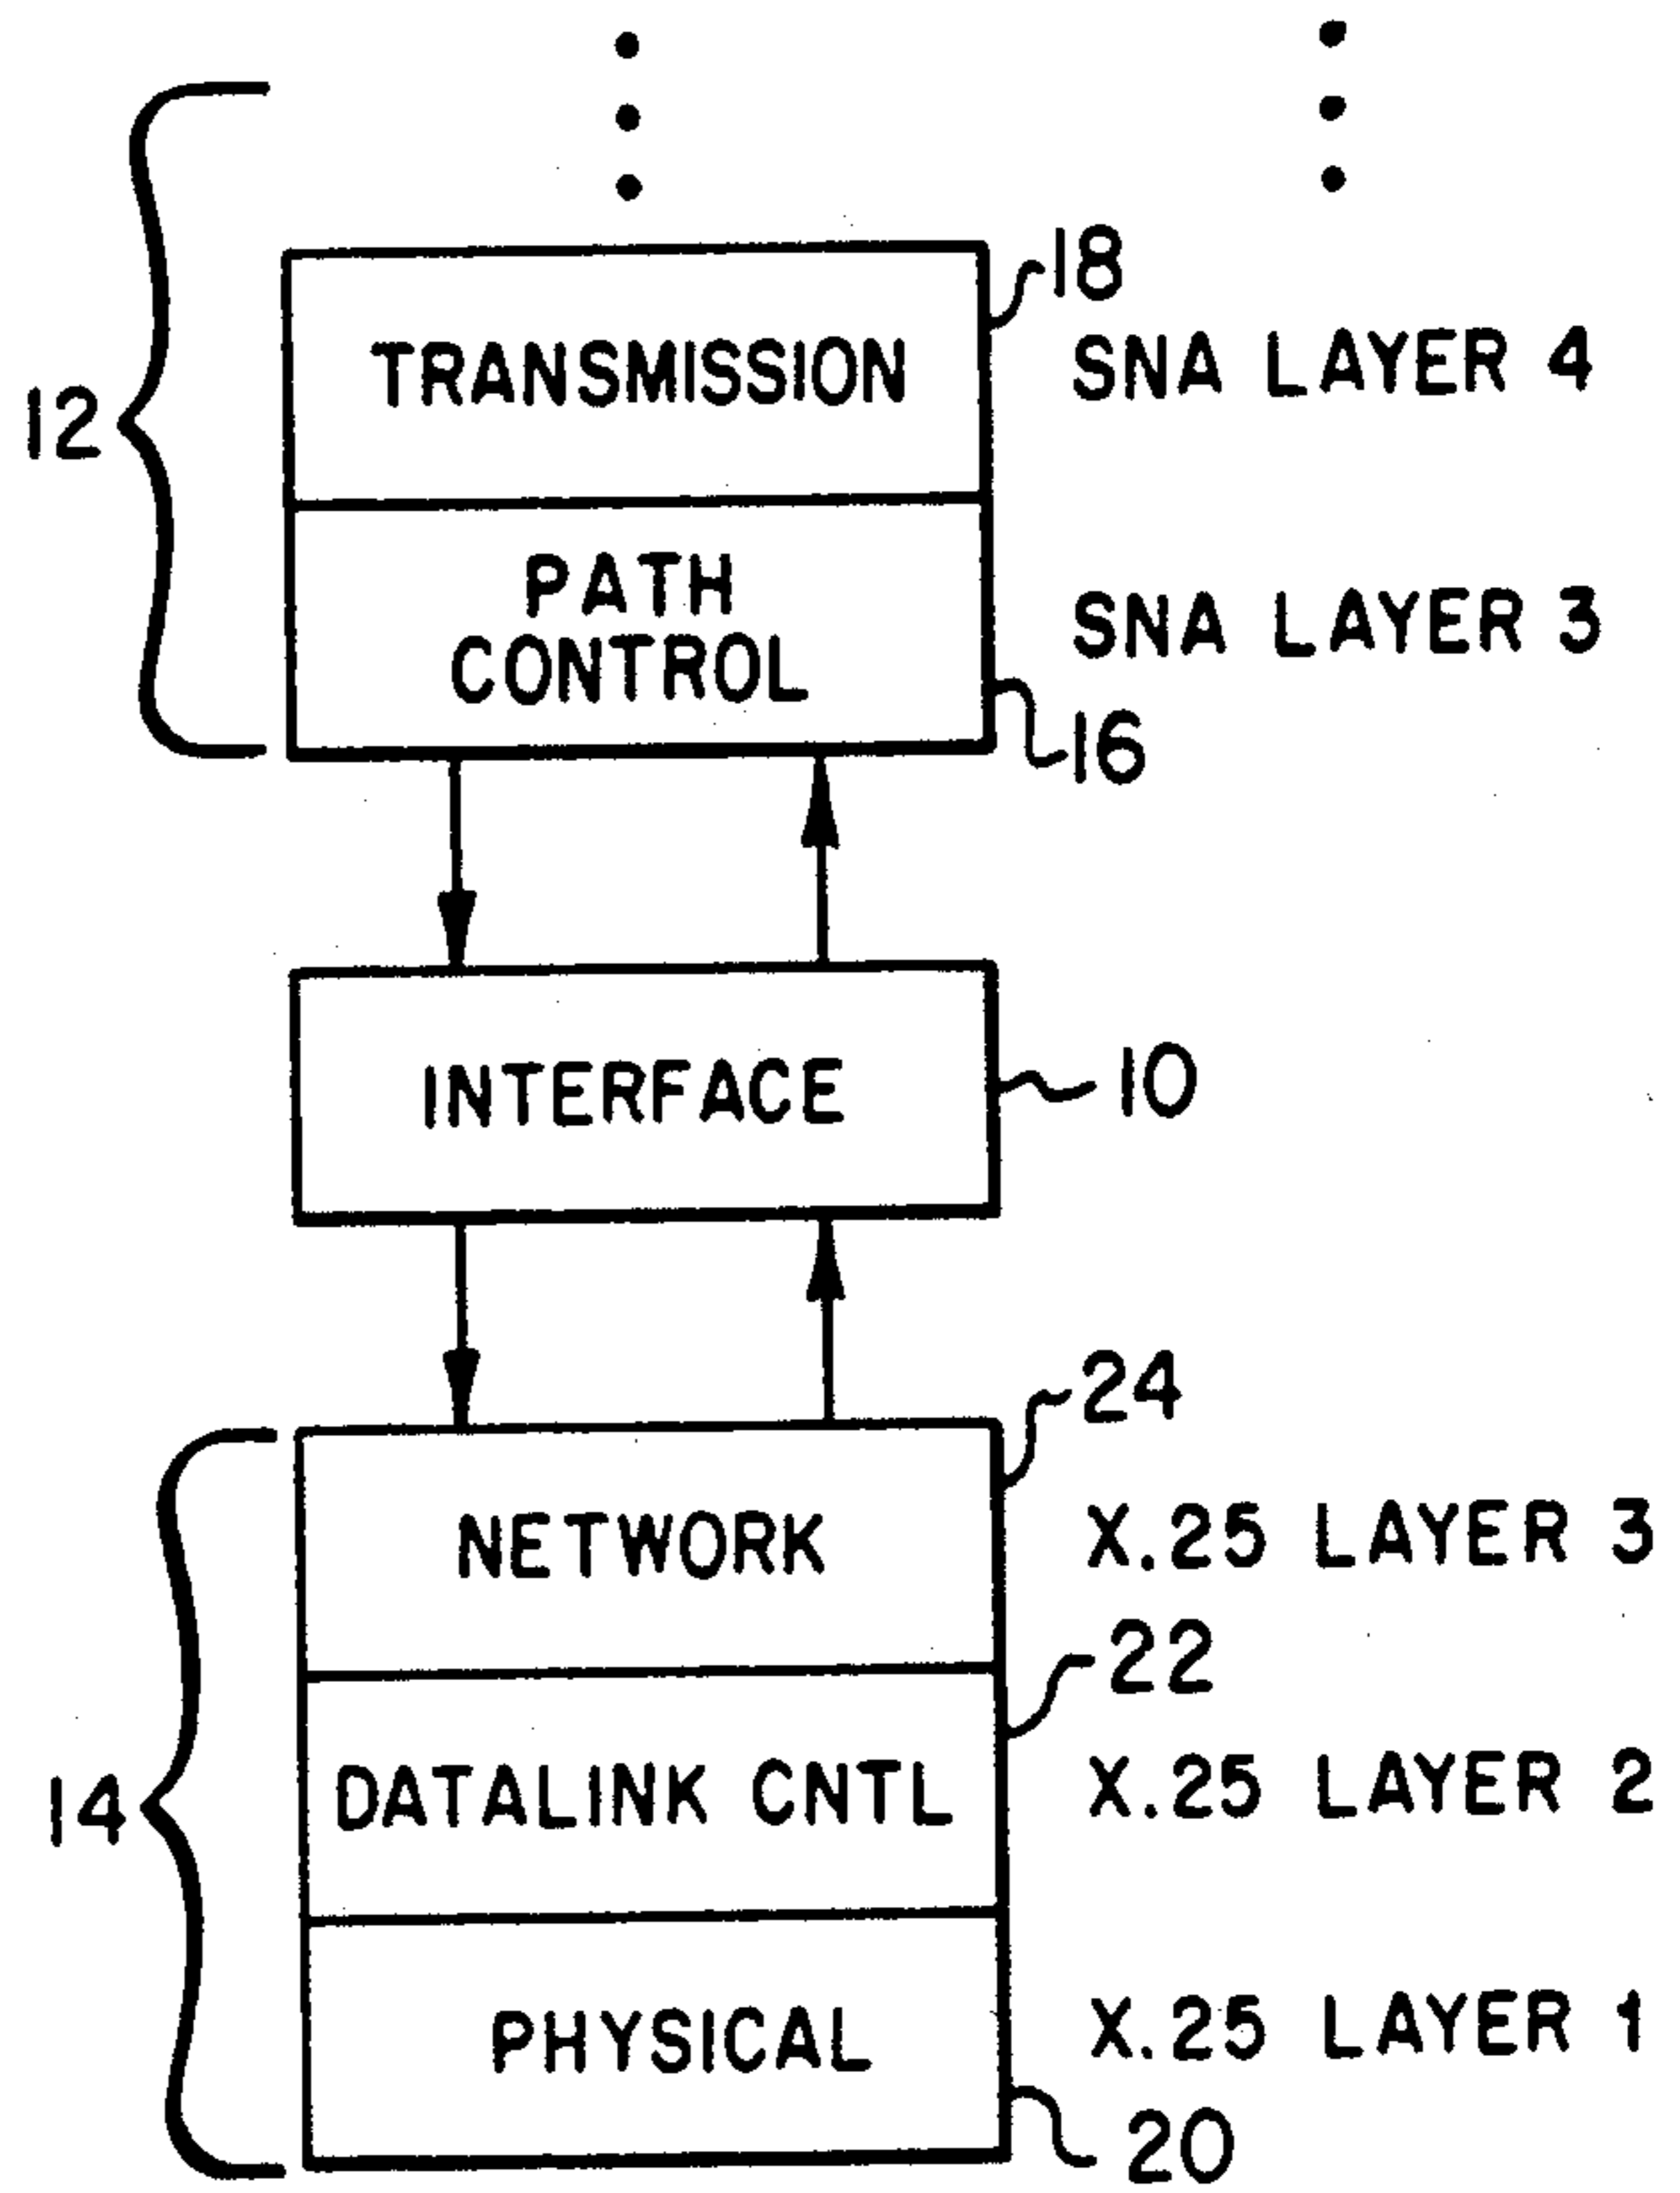 18
TRANSMISSION SNA LAYER 4
12
PATH
CONTROL
SNA LAYER 3
16
INTERFACE 10
24
NETWORK X.25 LAYER 3
22
14 DATALINK CNTL X.25 LAYER 2
PHYSICAL X.25 LAYER 1
20